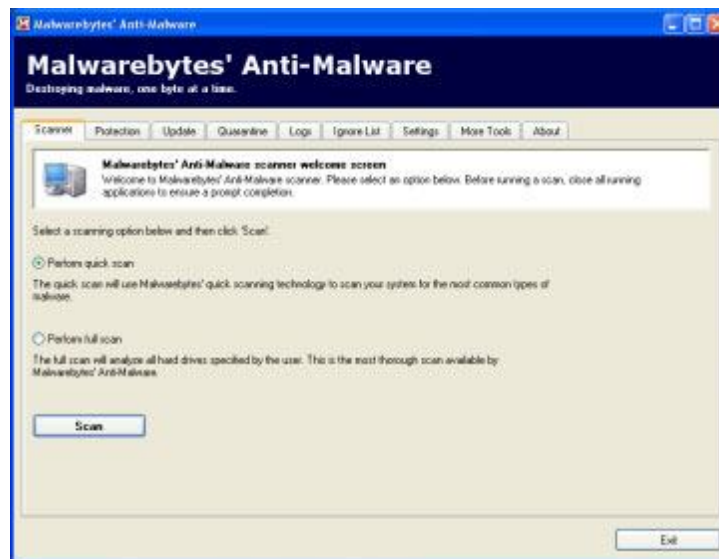 Malwarebytes' Anti-Malware
Malwarebytes' Anti-Malware
Destroying malware, one byte at a time.
Scanner Protection Update Quarantine Logs Ignore List Settings More Tools About
Malwarebytes' Anti-Malware scanner welcome screen
Welcome to Malwarebytes' Anti-Malware scanner. Please select an option below. Before running a scan, close all running
applications to ensure a prompt completion.
Select a scanning option below and then click 'Scan'.
Perform quick scan
The quick scan will use Malwarebytes' quick scanning technology to scan your system for the most common types of
malware.
Perform full scan
The full scan will analyze all hard drives specified by the user. This is the most thorough scan available by
Malwarebytes' Anti-Malware.
Scan
Exit